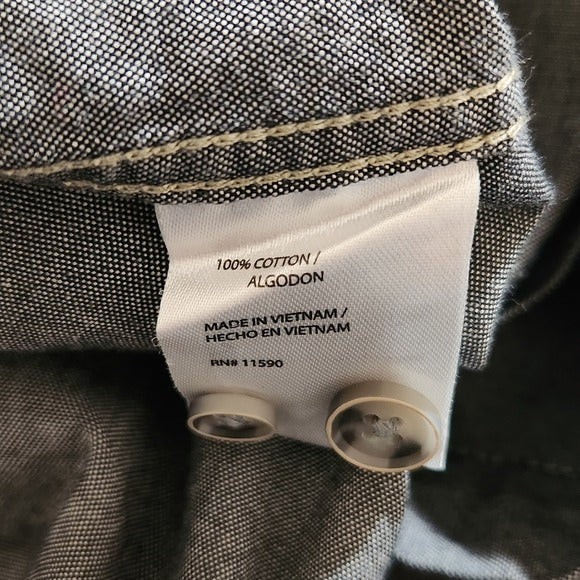 100% COTTON /
ALGODON
MADE IN VIETNAM /
HECHO EN VIETNAM
RN# 11590